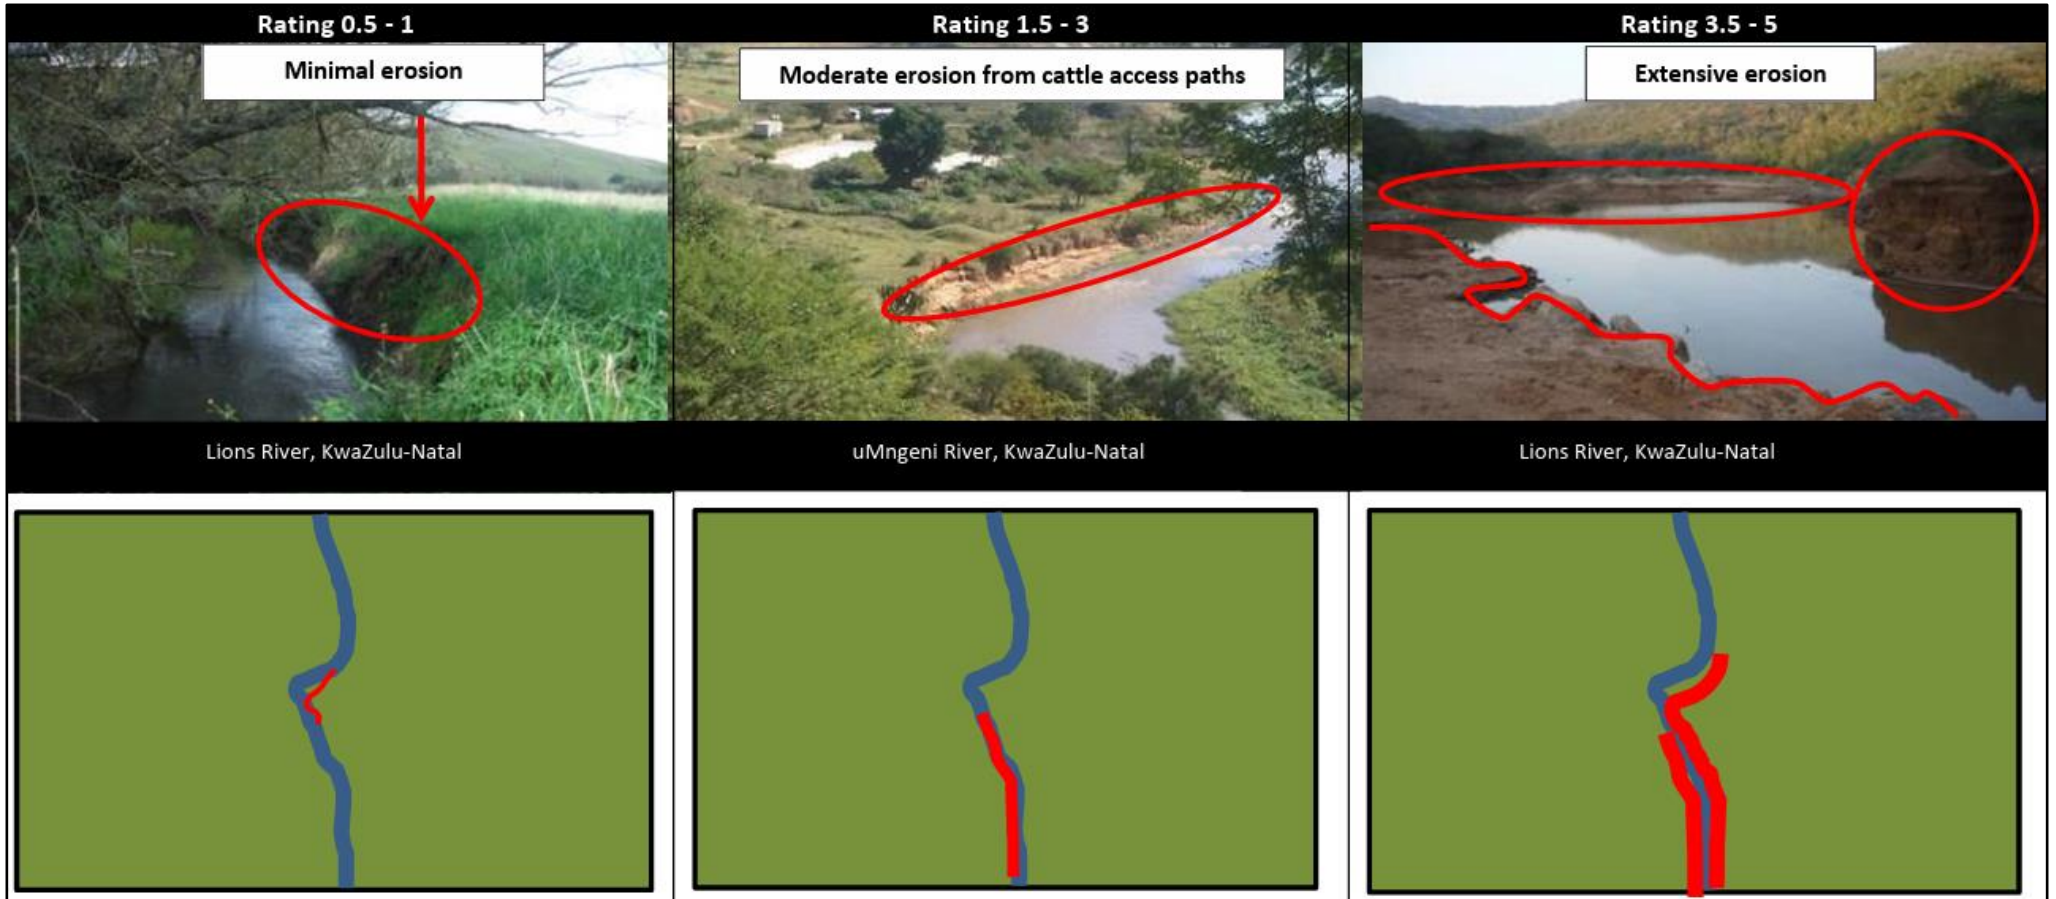 Rating 0.5 - 1
Rating 1.5 - 3
Rating 3.5 - 5
Minimal erosion
Moderate erosion from cattle access paths
Extensive erosion
Lions River, KwaZulu-Natal
uMngeni River, KwaZulu-Natal
Lions River, KwaZulu-Natal